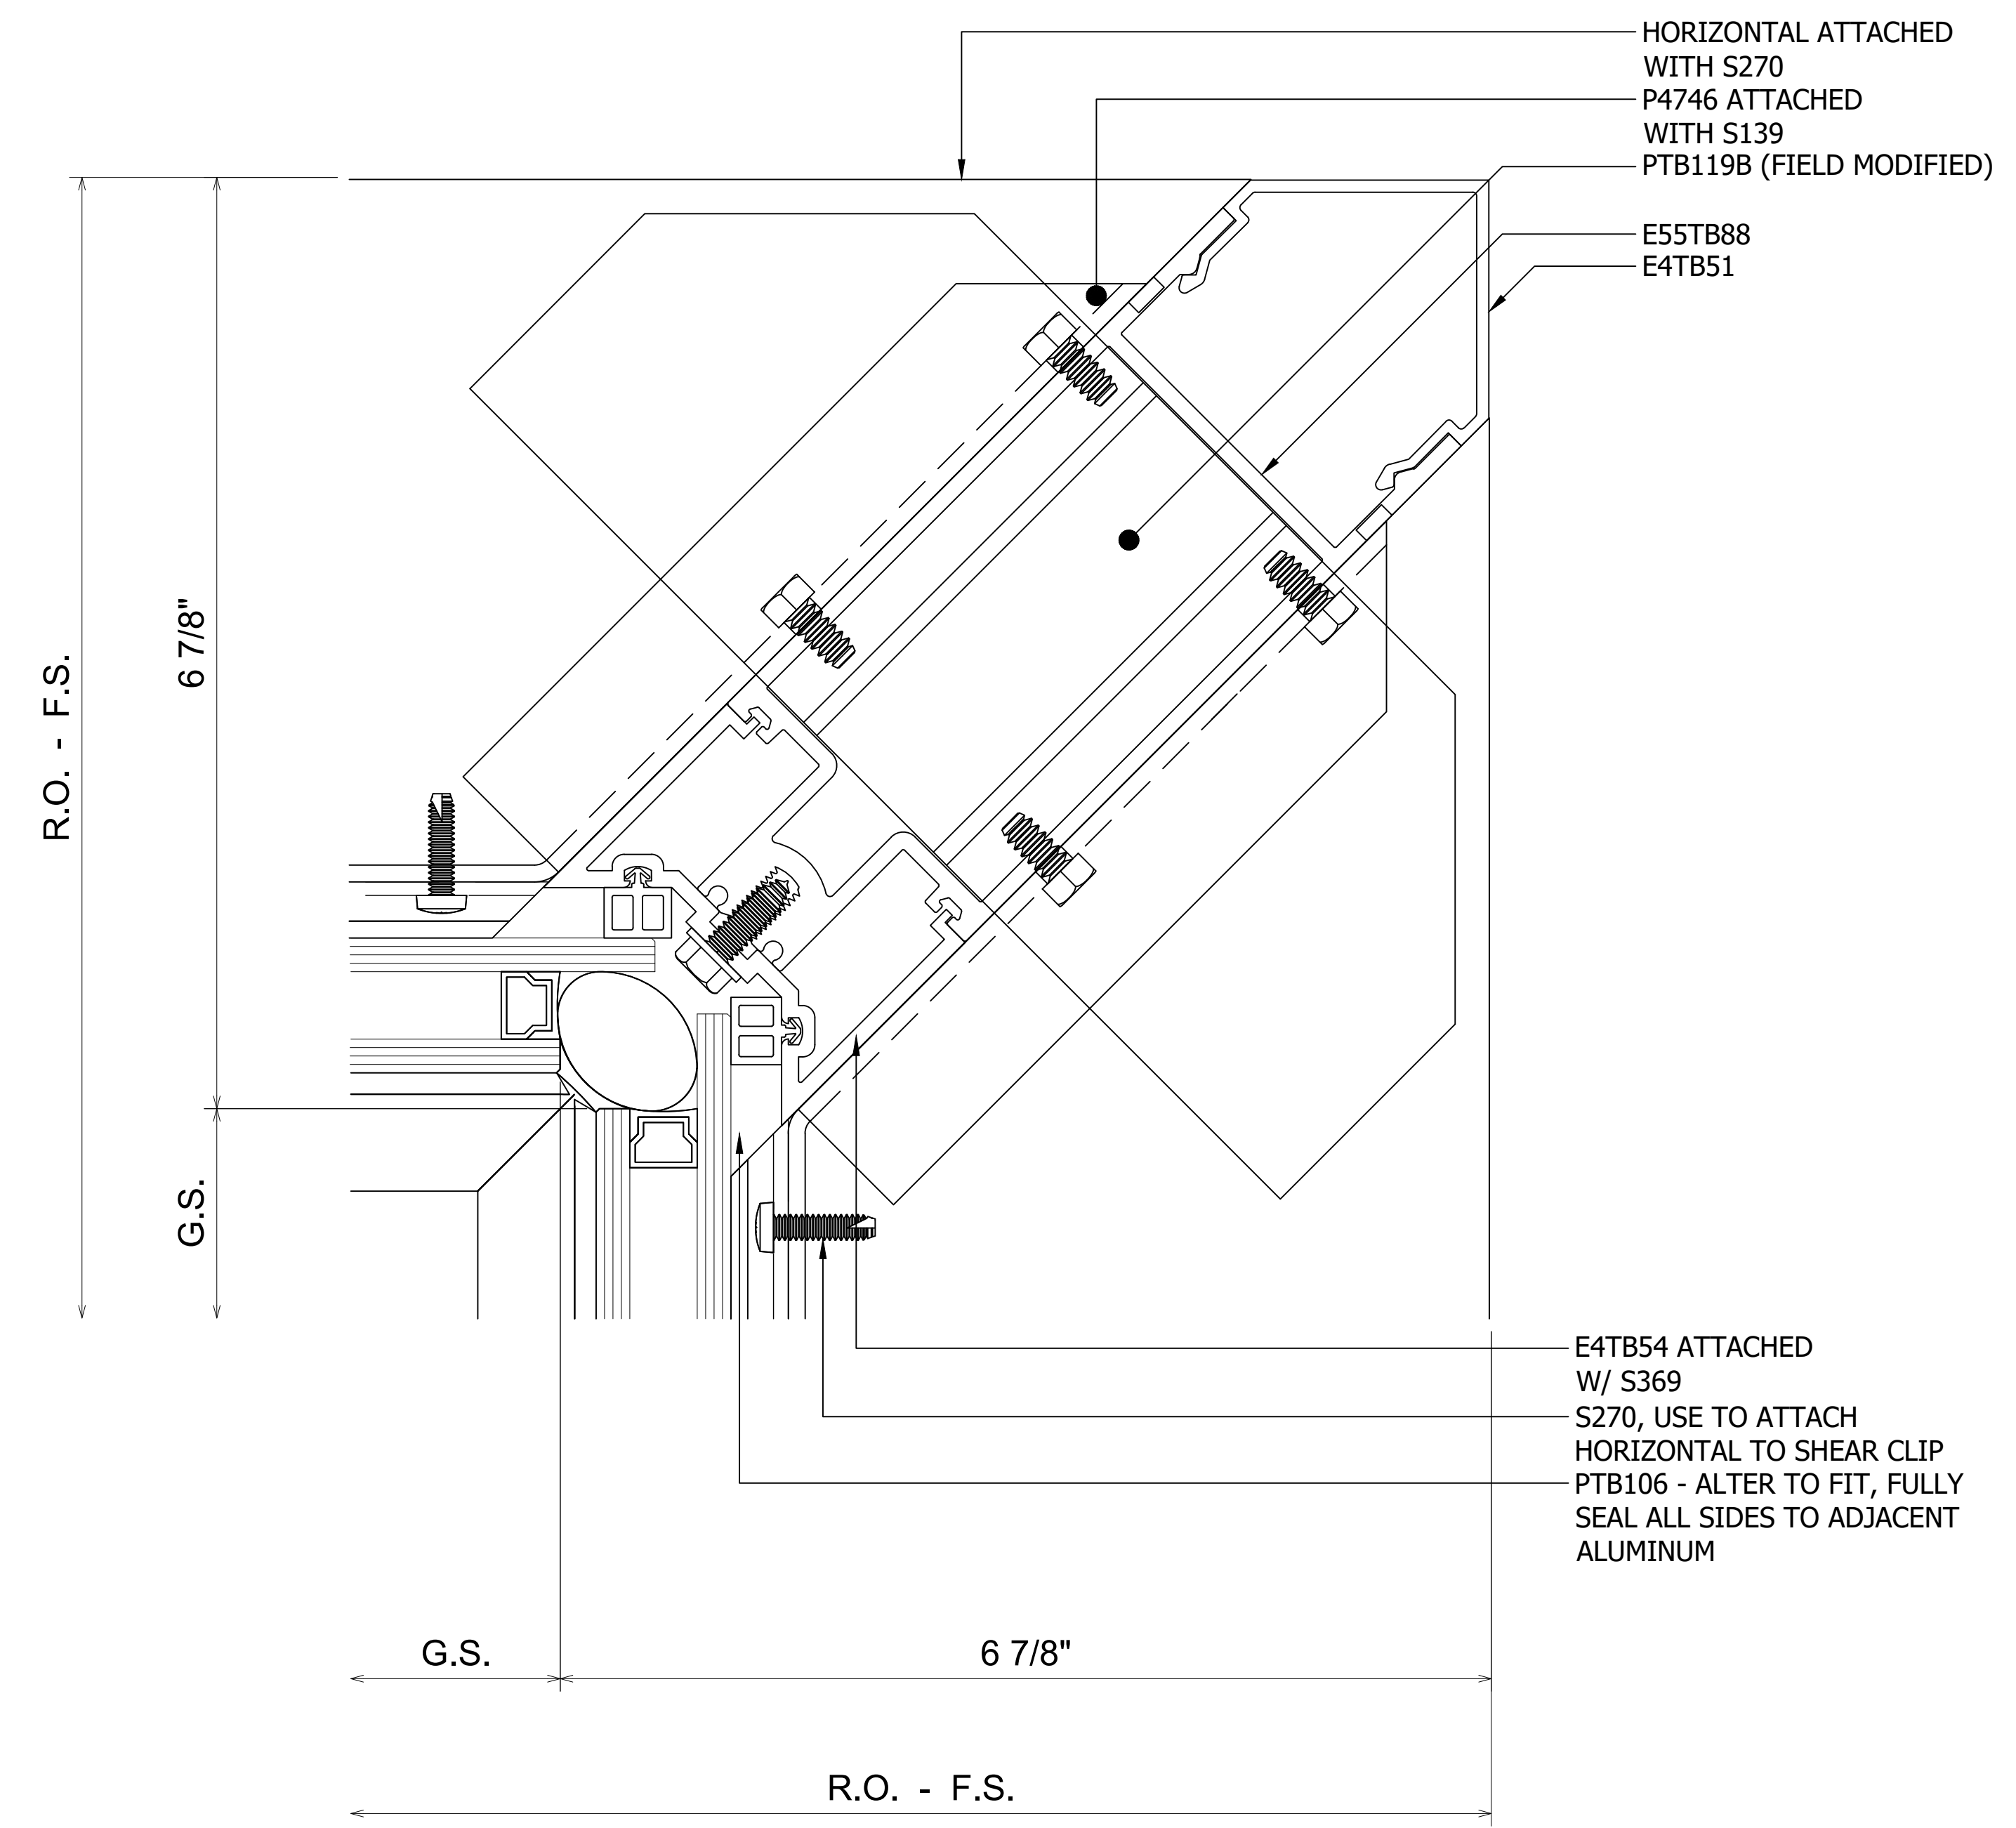 HORIZONTAL ATTACHED
WITH S270
P4746 ATTACHED
WITH S139
PTB119B (FIELD MODIFIED)
E55TB88
E4TB51
6 7/8"
R.O. - F.S.
G.S.
E4TB54 ATTACHED
W/ S369
S270, USE TO ATTACH
HORIZONTAL TO SHEAR CLIP
PTB106 - ALTER TO FIT, FULLY
SEAL ALL SIDES TO ADJACENT
ALUMINUM
G.S.
6 7/8"
R.O. - F.S.